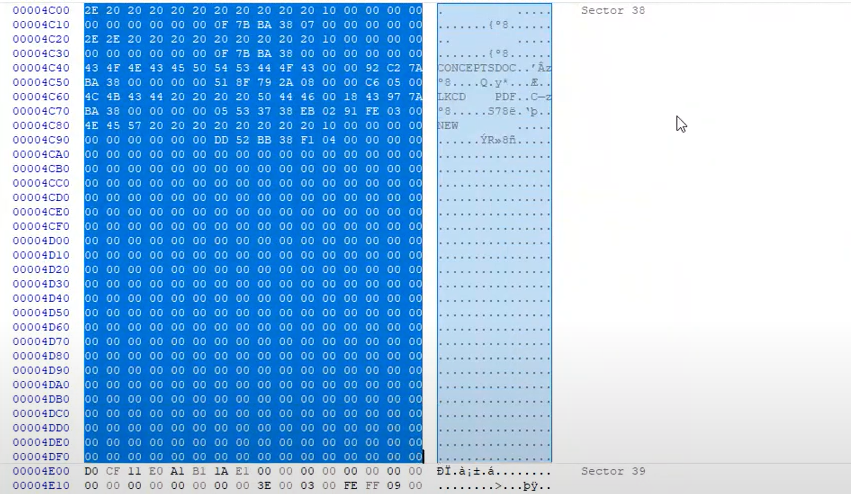 00004C00 2E 20 20 20 20 20 20 20 20 20 20 10 00 00 00 00 . ..... Sector 38
00004C10 00 00 00 00 00 00 0F 7B BA 38 07 00 00 00 00 00 .......{º8......
00004C20 2E 2E 20 20 20 20 20 20 20 20 20 10 00 00 00 00 .. .....
00004C30 00 00 00 00 00 00 0F 7B BA 38 00 00 00 00 00 00 .......{º8......
00004C40 43 4F 4E 43 45 50 54 53 44 4F 43 00 00 92 C2 7A CONCEPTSDOC..’Âz
00004C50 BA 38 00 00 00 00 51 8F 79 2A 08 00 00 C6 05 00 º8....Q.y*...Æ..
00004C60 4C 4B 43 44 20 20 20 20 50 44 46 00 18 43 97 7A LKCD PDF..C—z
00004C70 BA 38 00 00 00 00 05 53 37 38 EB 02 91 FE 03 00 º8.....S78ë.‘þ..
00004C80 4E 45 57 20 20 20 20 20 20 20 20 10 00 00 00 00 NEW .....
00004C90 00 00 00 00 00 00 DD 52 BB 38 F1 04 00 00 00 00 ......ÝR»8ñ.....
00004CA0 00 00 00 00 00 00 00 00 00 00 00 00 00 00 00 00 ................
00004CB0 00 00 00 00 00 00 00 00 00 00 00 00 00 00 00 00 ................
00004CC0 00 00 00 00 00 00 00 00 00 00 00 00 00 00 00 00 ................
00004CD0 00 00 00 00 00 00 00 00 00 00 00 00 00 00 00 00 ................
00004CE0 00 00 00 00 00 00 00 00 00 00 00 00 00 00 00 00 ................
00004CF0 00 00 00 00 00 00 00 00 00 00 00 00 00 00 00 00 ................
00004D00 00 00 00 00 00 00 00 00 00 00 00 00 00 00 00 00 ................
00004D10 00 00 00 00 00 00 00 00 00 00 00 00 00 00 00 00 ................
00004D20 00 00 00 00 00 00 00 00 00 00 00 00 00 00 00 00 ................
00004D30 00 00 00 00 00 00 00 00 00 00 00 00 00 00 00 00 ................
00004D40 00 00 00 00 00 00 00 00 00 00 00 00 00 00 00 00 ................
00004D50 00 00 00 00 00 00 00 00 00 00 00 00 00 00 00 00 ................
00004D60 00 00 00 00 00 00 00 00 00 00 00 00 00 00 00 00 ................
00004D70 00 00 00 00 00 00 00 00 00 00 00 00 00 00 00 00 ................
00004D80 00 00 00 00 00 00 00 00 00 00 00 00 00 00 00 00 ................
00004D90 00 00 00 00 00 00 00 00 00 00 00 00 00 00 00 00 ................
00004DA0 00 00 00 00 00 00 00 00 00 00 00 00 00 00 00 00 ................
00004DB0 00 00 00 00 00 00 00 00 00 00 00 00 00 00 00 00 ................
00004DC0 00 00 00 00 00 00 00 00 00 00 00 00 00 00 00 00 ................
00004DD0 00 00 00 00 00 00 00 00 00 00 00 00 00 00 00 00 ................
00004DE0 00 00 00 00 00 00 00 00 00 00 00 00 00 00 00 00 ................
00004DF0 00 00 00 00 00 00 00 00 00 00 00 00 00 00 00 00 ................
00004E00 D0 CF 11 E0 A1 B1 1A E1 00 00 00 00 00 00 00 00 ÐÏ.à¡±.á........ Sector 39
00004E10 00 00 00 00 00 00 00 00 3E 00 03 00 FE FF 09 00 ........>...þÿ..